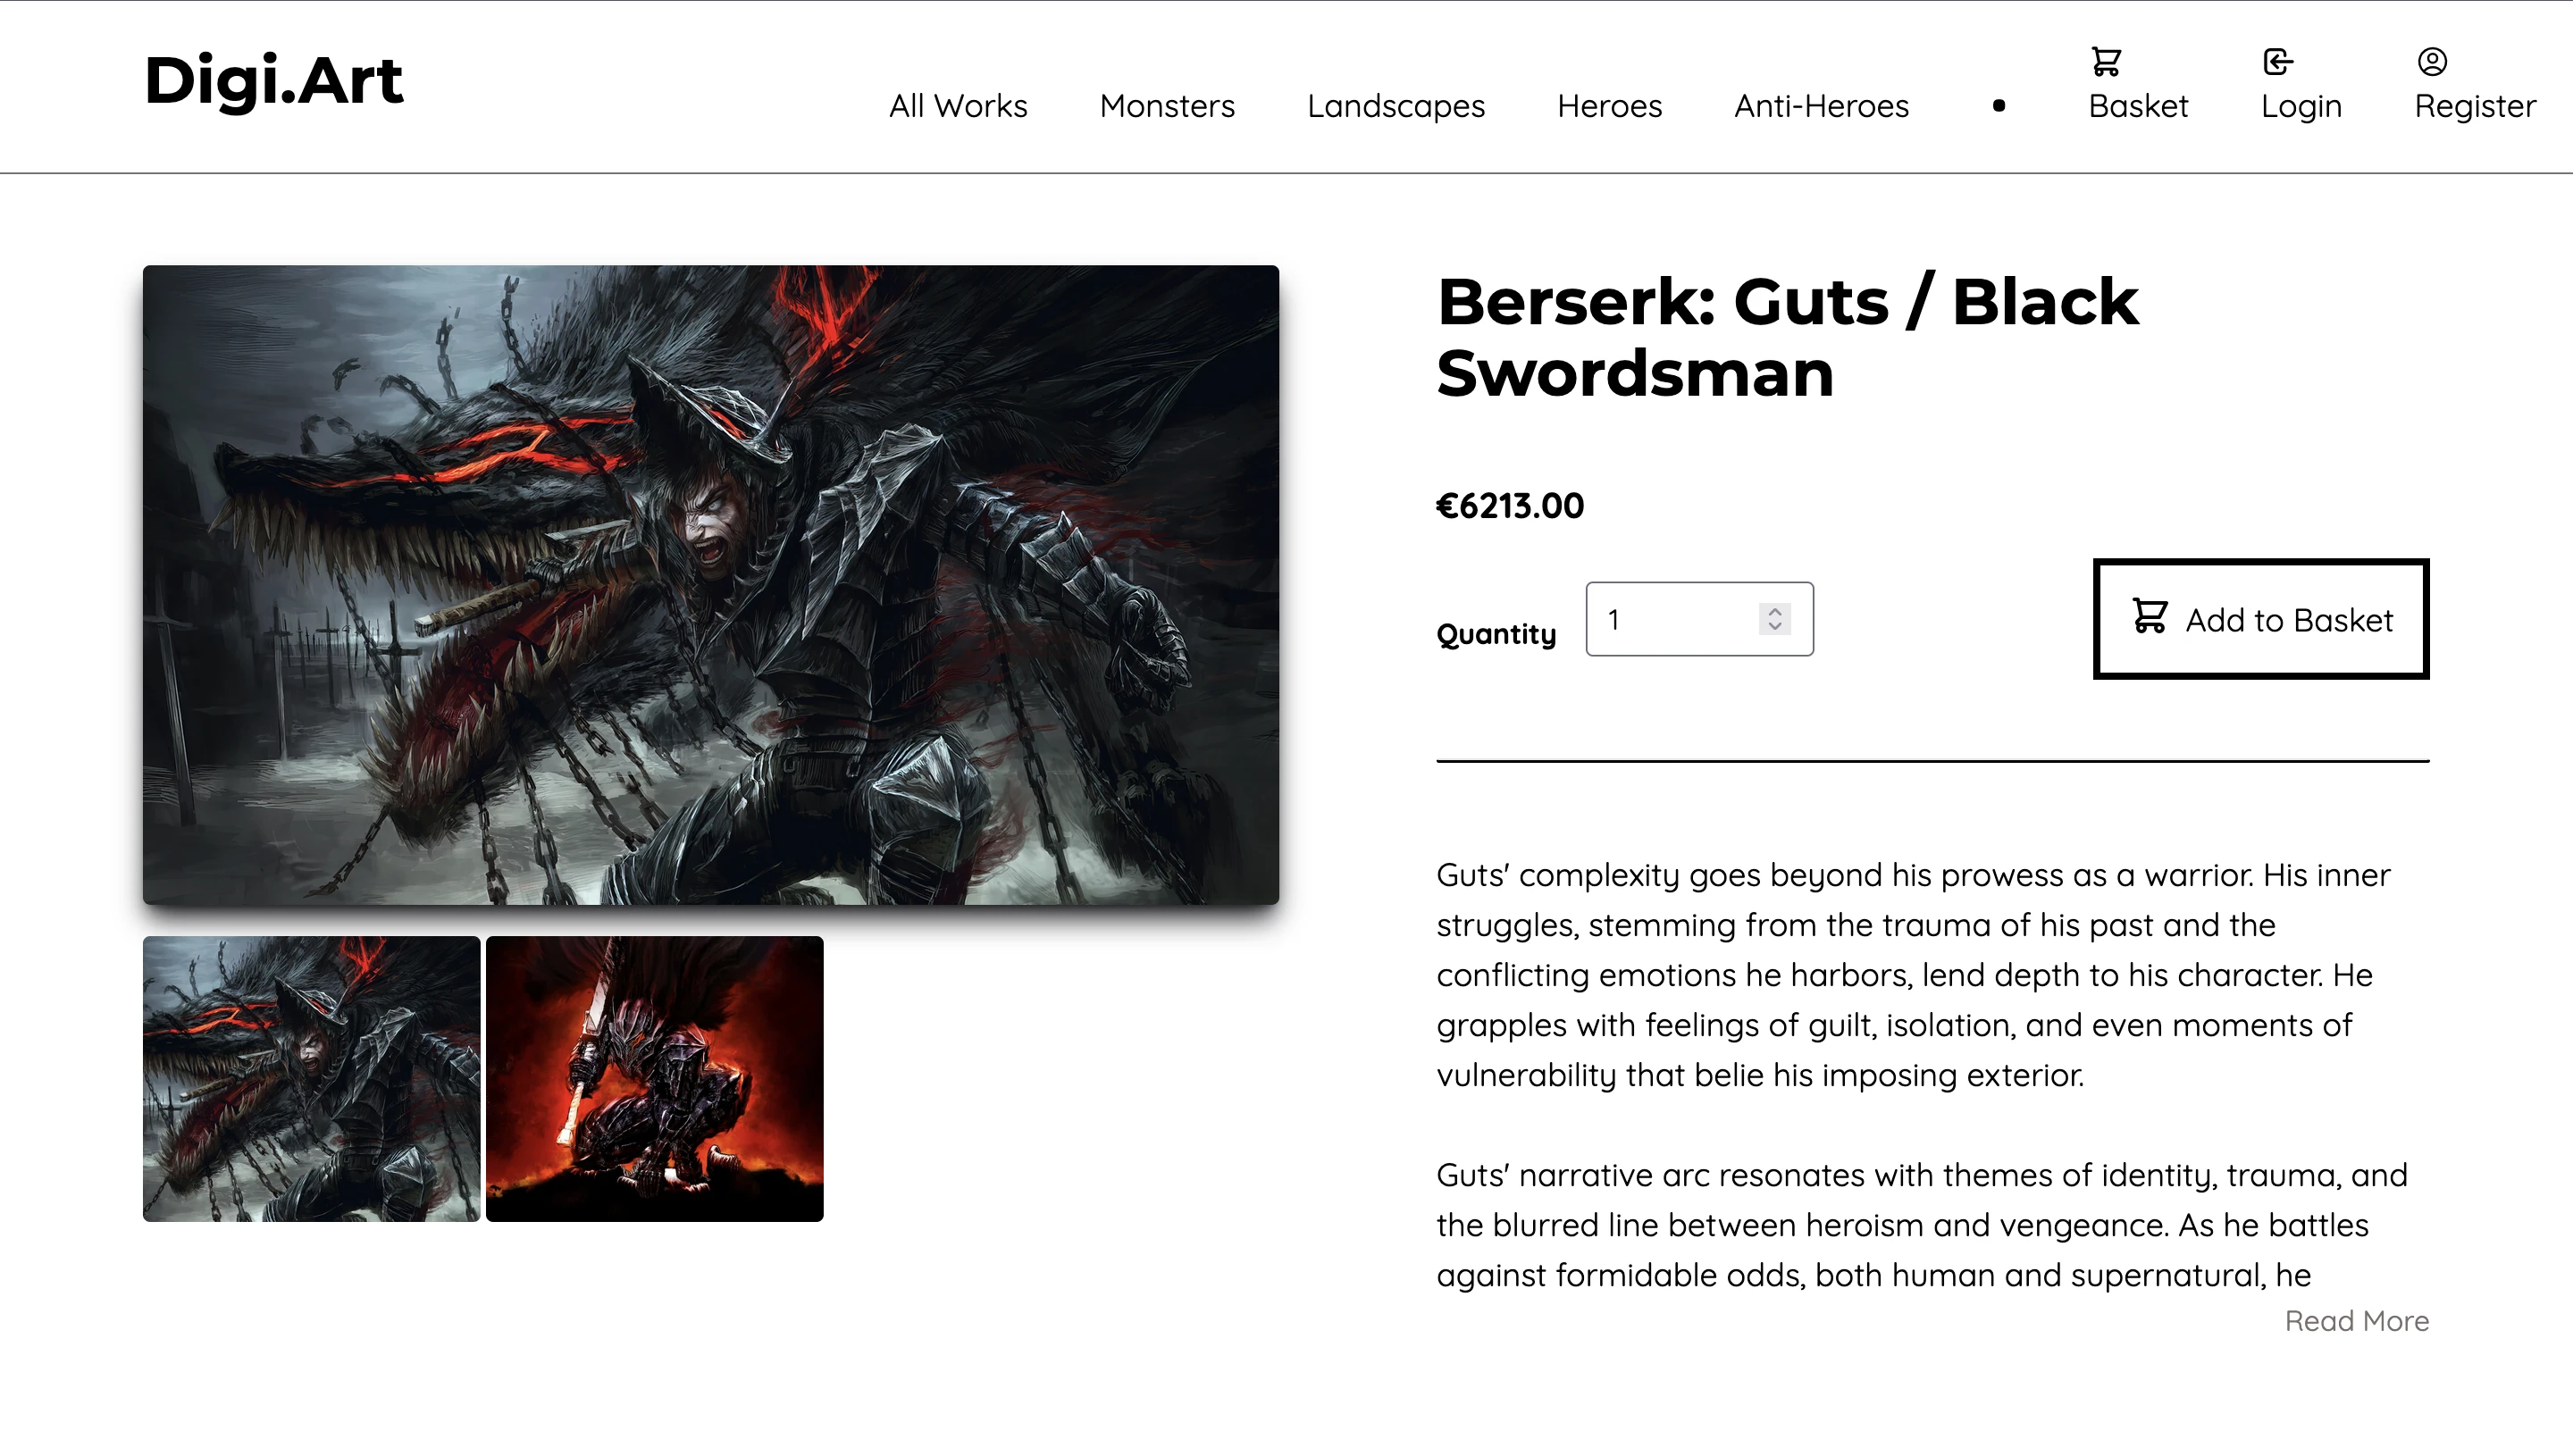 Digi.Art
All Works Monsters Landscapes Heroes Anti-Heroes • Basket Login Register
Berserk: Guts / Black
Swordsman
€6213.00
Quantity 1 Add to Basket
Guts' complexity goes beyond his prowess as a warrior. His inner
struggles, stemming from the trauma of his past and the
conflicting emotions he harbors, lend depth to his character. He
grapples with feelings of guilt, isolation, and even moments of
vulnerability that belie his imposing exterior.
Guts' narrative arc resonates with themes of identity, trauma, and
the blurred line between heroism and vengeance. As he battles
against formidable odds, both human and supernatural, he
Read More